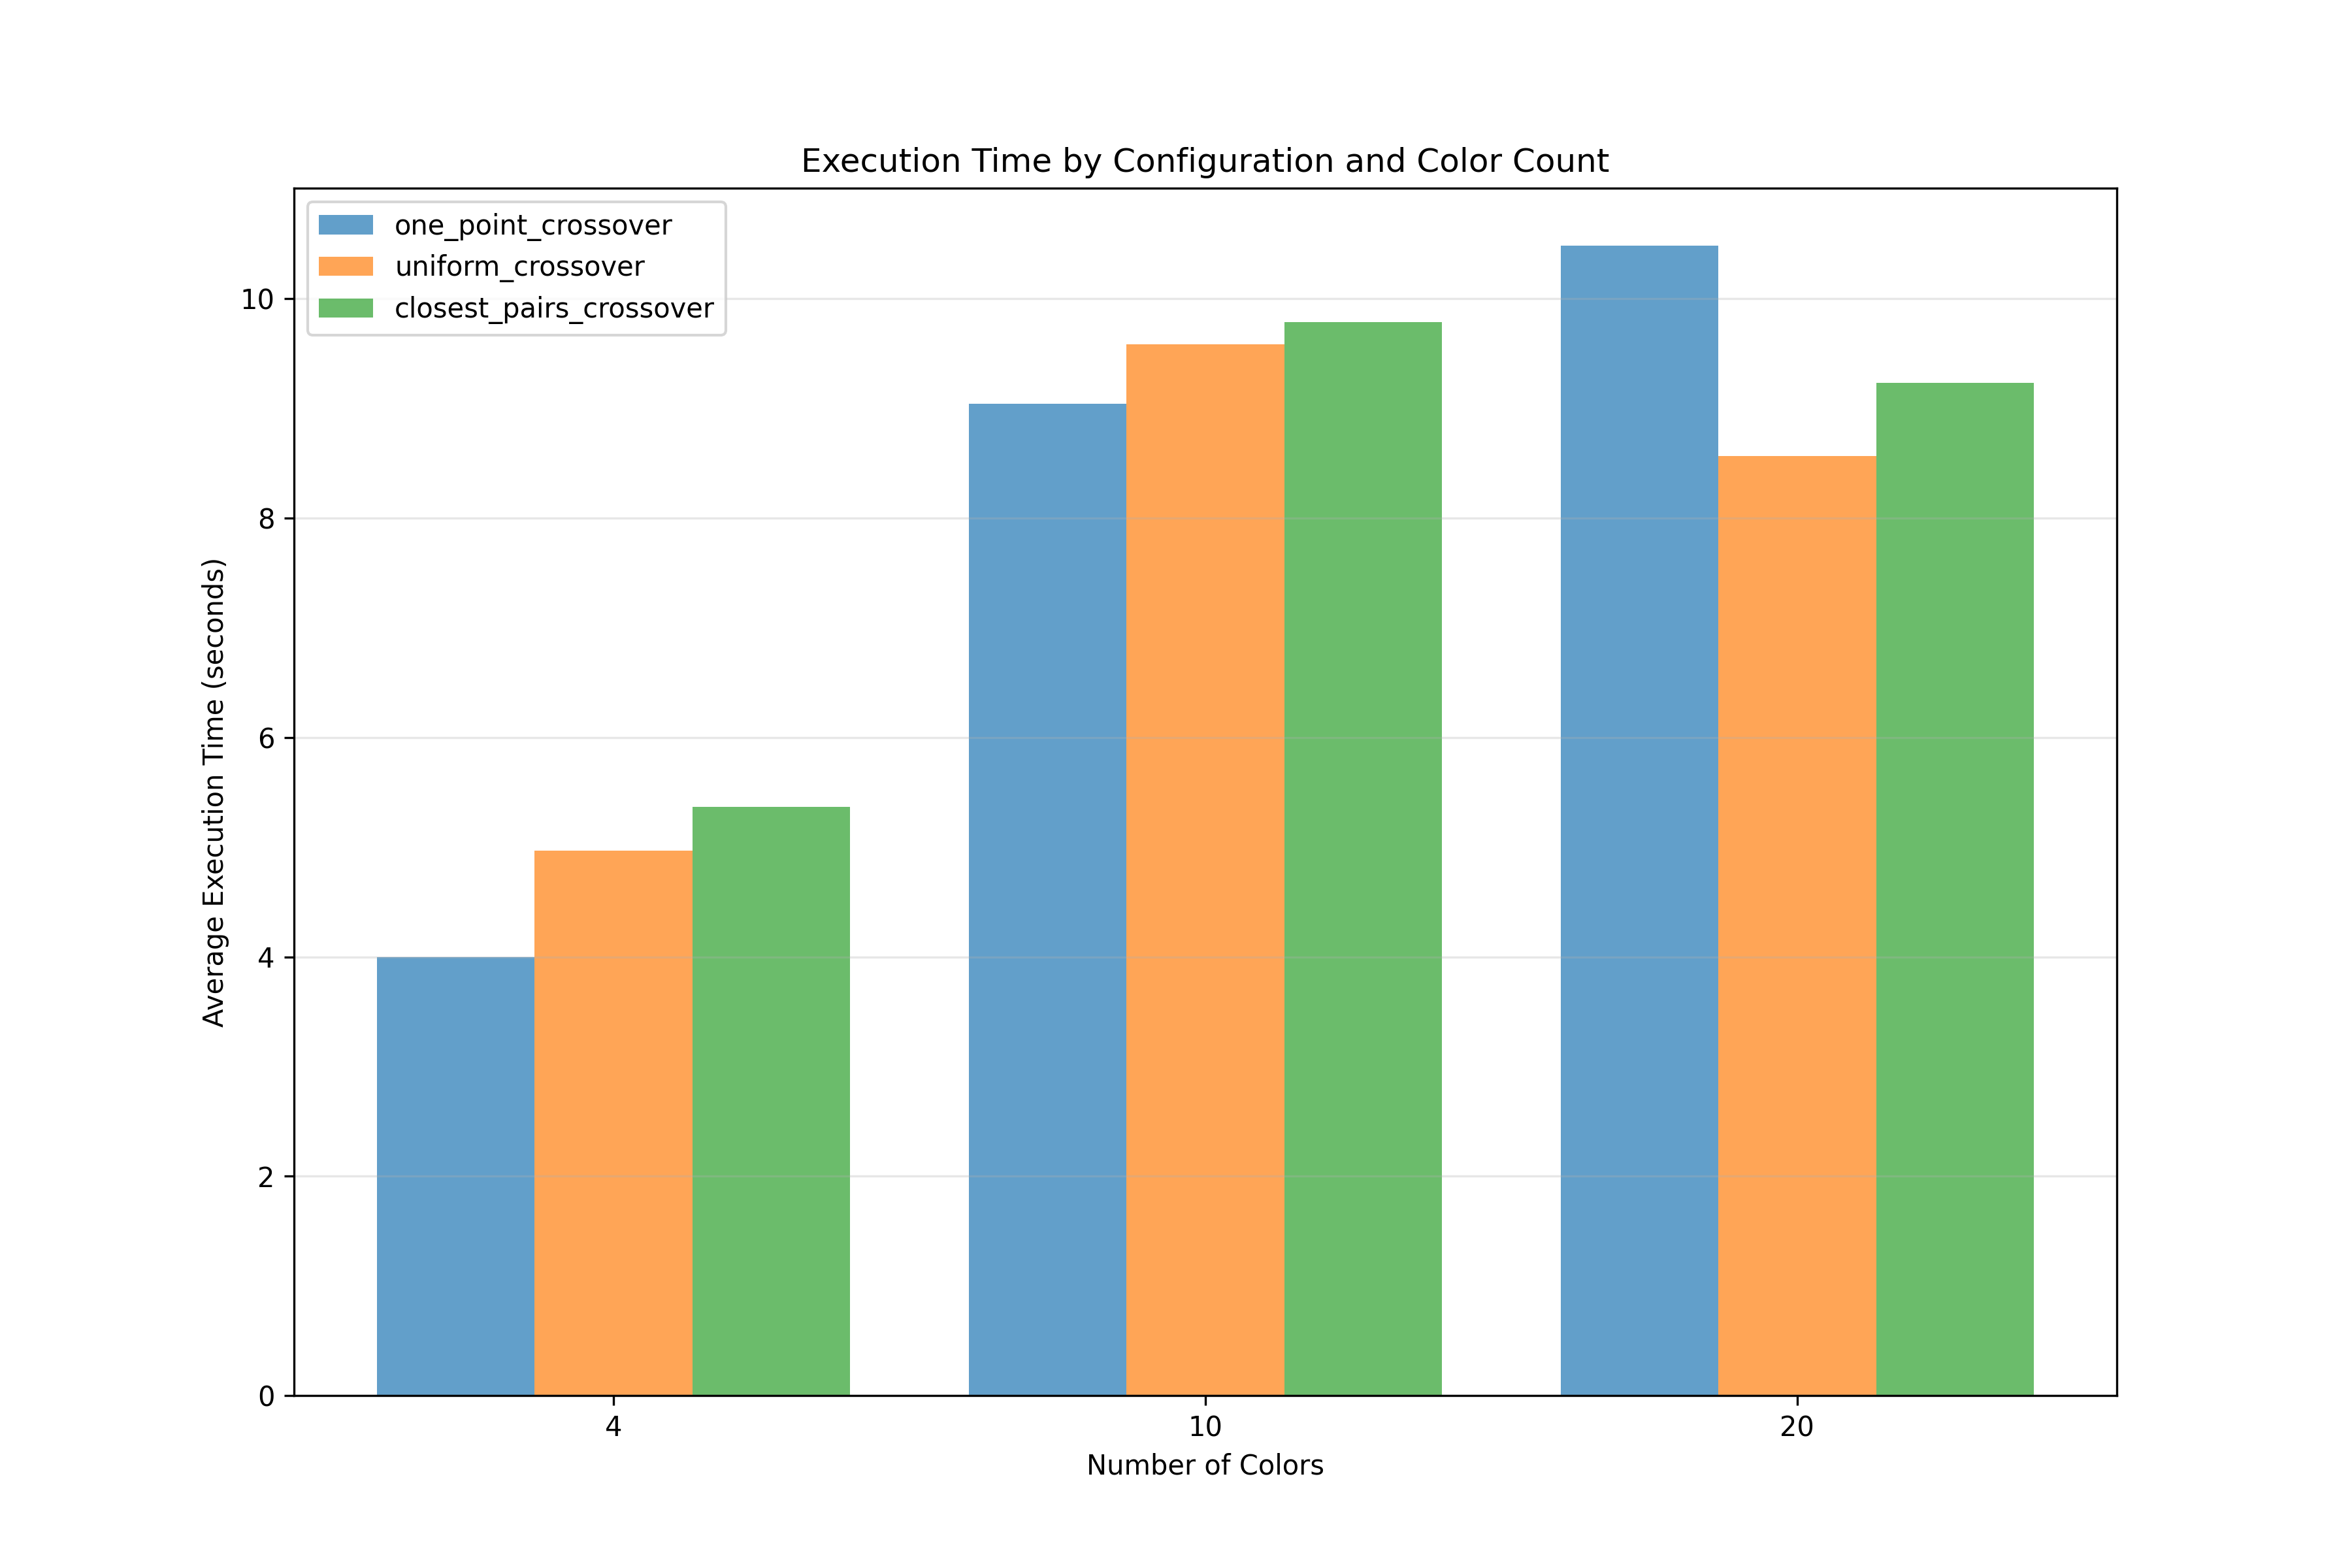 Execution Time by Configuration and Color Count
one_point_crossover
uniform_crossover
closest_pairs_crossover
Average Execution Time (seconds)
10
8
6
4
2
0
4 10 20
Number of Colors